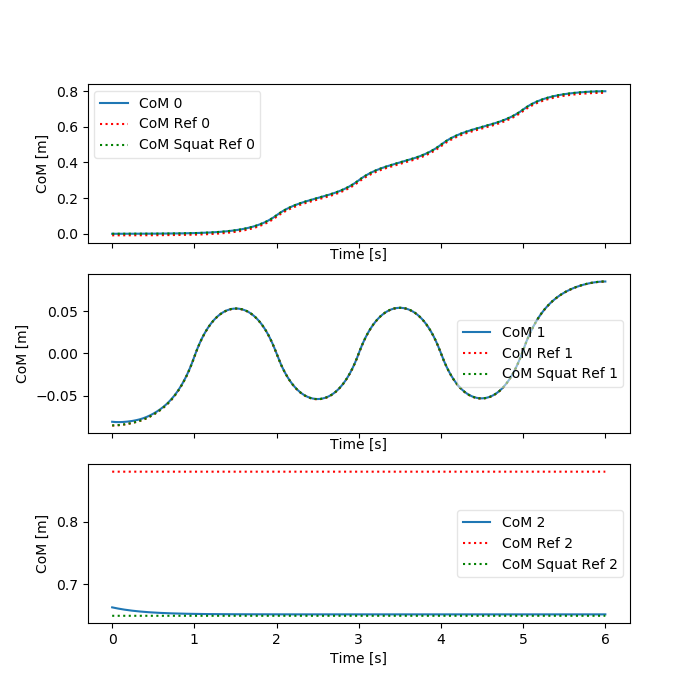 0.8
0.6
0.4
0.2
0.0
CoM [m]
CoM 0
CoM Ref 0
CoM Squat Ref 0
Time [s]
0.05
0.00
−0.05
CoM [m]
CoM 1
CoM Ref 1
CoM Squat Ref 1
Time [s]
0.8
0.7
CoM [m]
CoM 2
CoM Ref 2
CoM Squat Ref 2
0 1 2 3 4 5 6
Time [s]